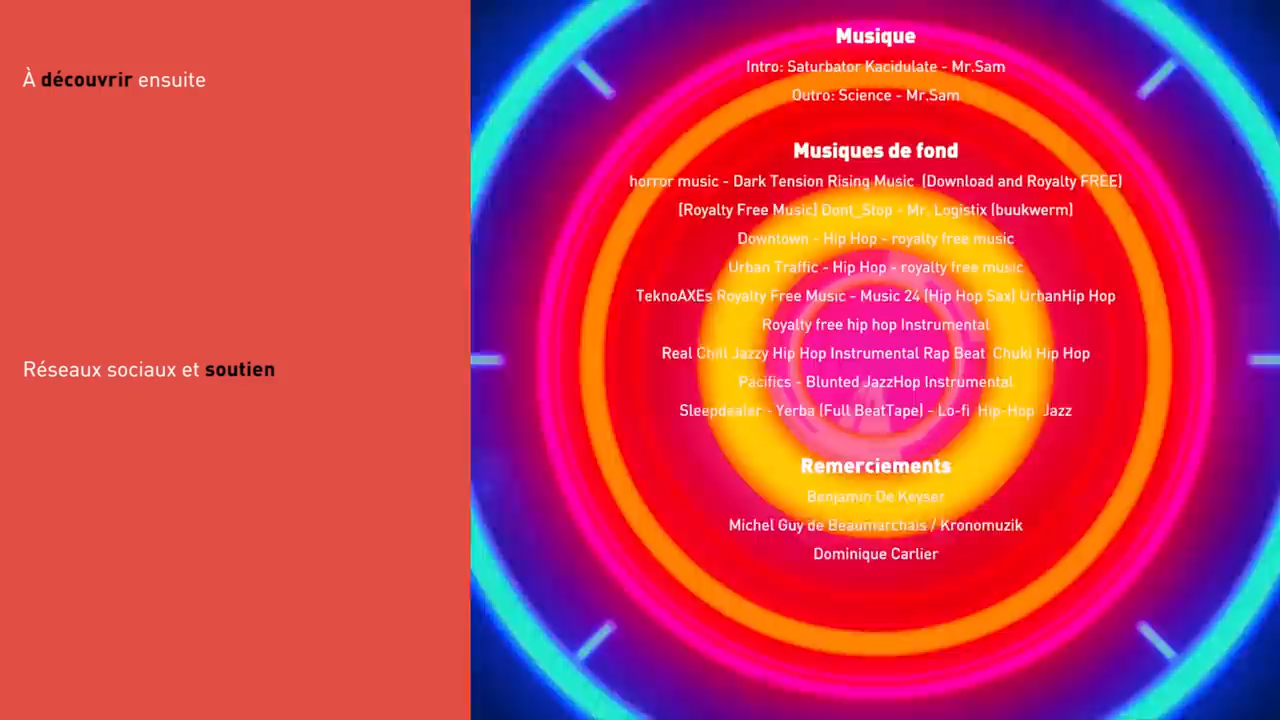 À découvrir ensuite
Réseaux sociaux et soutien
Musique
Intro: Saturbator Kacidulate - Mr.Sam
Outro: Science - Mr.Sam
Musiques de fond
horror music - Dark Tension Rising Music (Download and Royalty FREE)
[Royalty Free Music] Dont_Stop - Mr. Logistix (buukwerm)
Downtown - Hip Hop - royalty free music
Urban Traffic - Hip Hop - royalty free music
TeknoAXEs Royalty Free Music - Music 24 (Hip Hop Sax) UrbanHip Hop
Royalty free hip hop Instrumental
Real Chill Jazzy Hip Hop Instrumental Rap Beat Chuki Hip Hop
Pacifics - Blunted JazzHop Instrumental
Sleepdealer - Yerba (Full BeatTape) - Lo-fi Hip-Hop Jazz
Remerciements
Benjamin De Keyser
Michel Guy de Beaumarchais / Kronomuzik
Dominique Carlier